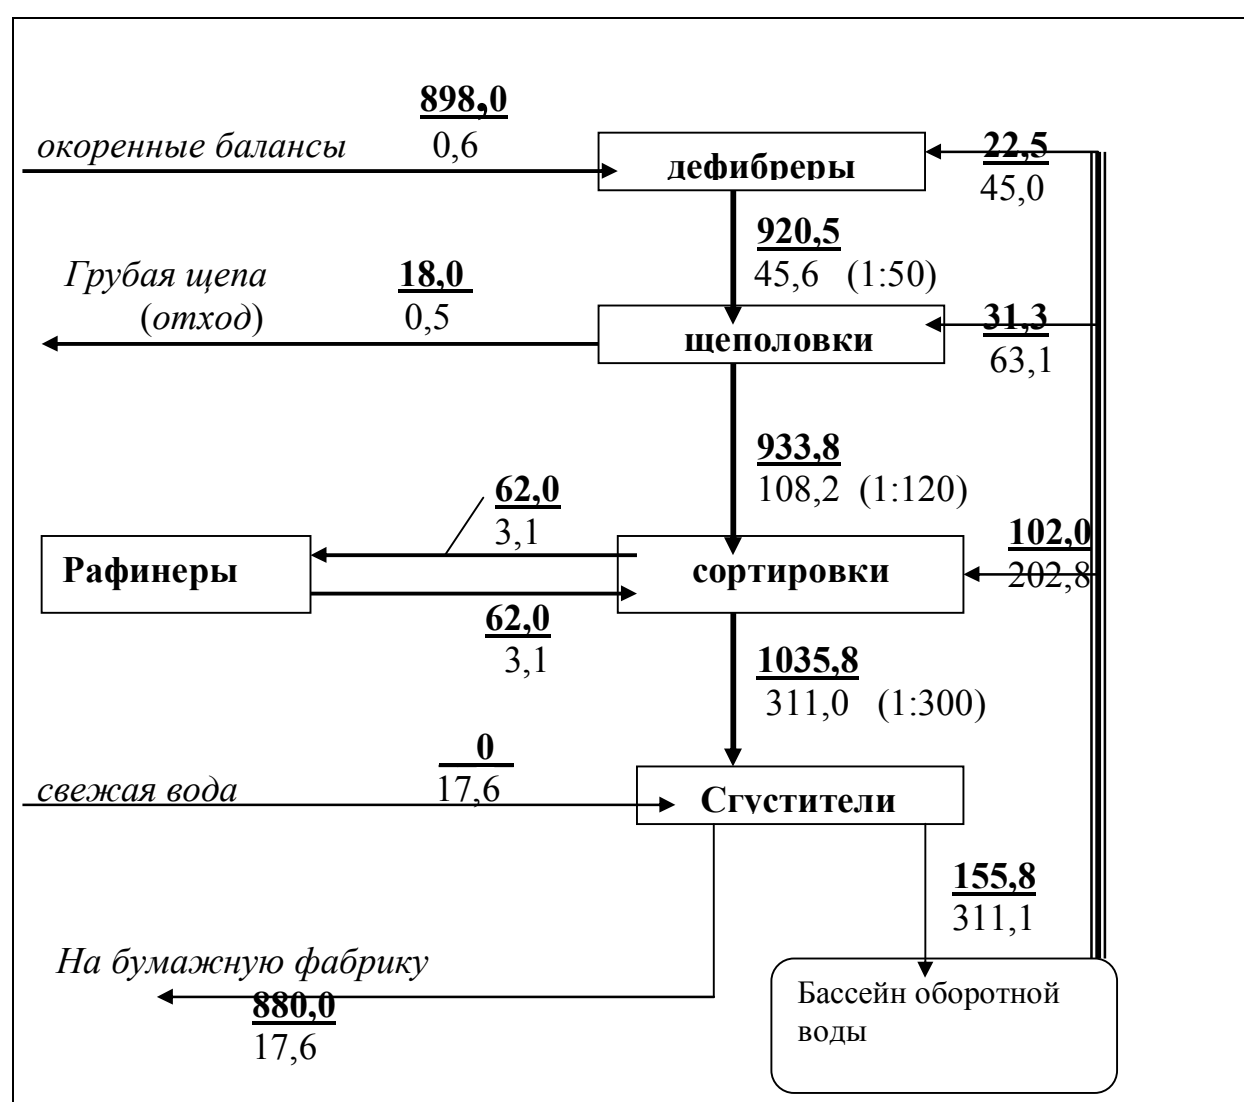 898,0
окоренные балансы 0,6
дефибреры
22,5
45,0
920,5
45,6 (1:50)
Грубая щепа
(отход)
18,0
0,5
щеполовки
31,3
63,1
933,8
108,2 (1:120)
62,0
3,1
Рафинеры
сортировки
102,0
202,8
62,0
3,1
1035,8
311,0 (1:300)
0
свежая вода 17,6
Сгустители
155,8
311,1
На бумажную фабрику
880,0
17,6
Бассейн оборотной
воды